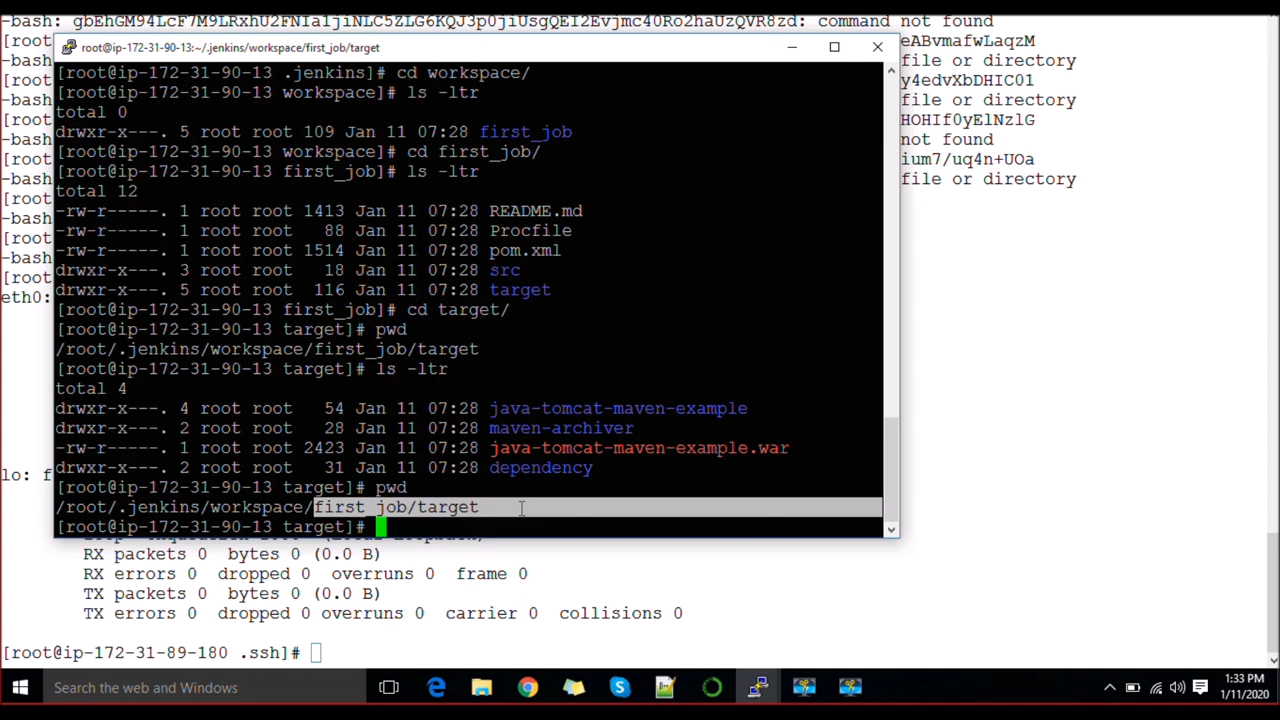 -bash: gbEhGM94LcF7M9LRxhU2FNIa1jiNLC5ZLG6KQJ3p0jiUsgQEI2Evjmc40Ro2haUzQVR8zd: command not found
[root
eABvmafwLaqzM
-bash
file or directory
[root
y4edvXbDHIC01
-bash
file or directory
[root
HOHIf0yElNzlG
-bash
not found
[root
ium7/uq4n+UOa
-bash
file or directory
[root
-bash
[root
-bash
[root
eth0:
lo: f
root@ip-172-31-90-13:~/.jenkins/workspace/first_job/target
[root@ip-172-31-90-13 .jenkins]# cd workspace/
[root@ip-172-31-90-13 workspace]# ls -ltr
total 0
drwxr-x---. 5 root root 109 Jan 11 07:28 first_job
[root@ip-172-31-90-13 workspace]# cd first_job/
[root@ip-172-31-90-13 first_job]# ls -ltr
total 12
-rw-r-----. 1 root root 1413 Jan 11 07:28 README.md
-rw-r-----. 1 root root   88 Jan 11 07:28 Procfile
-rw-r-----. 1 root root 1514 Jan 11 07:28 pom.xml
drwxr-x---. 3 root root   18 Jan 11 07:28 src
drwxr-x---. 5 root root  116 Jan 11 07:28 target
[root@ip-172-31-90-13 first_job]# cd target/
[root@ip-172-31-90-13 target]# pwd
/root/.jenkins/workspace/first_job/target
[root@ip-172-31-90-13 target]# ls -ltr
total 4
drwxr-x---. 4 root root   54 Jan 11 07:28 java-tomcat-maven-example
drwxr-x---. 2 root root   28 Jan 11 07:28 maven-archiver
-rw-r-----. 1 root root 2423 Jan 11 07:28 java-tomcat-maven-example.war
drwxr-x---. 2 root root   31 Jan 11 07:28 dependency
[root@ip-172-31-90-13 target]# pwd
/root/.jenkins/workspace/first_job/target
[root@ip-172-31-90-13 target]#
RX packets 0  bytes 0 (0.0 B)
RX errors 0  dropped 0  overruns 0  frame 0
TX packets 0  bytes 0 (0.0 B)
TX errors 0  dropped 0 overruns 0  carrier 0  collisions 0
[root@ip-172-31-89-180 .ssh]#
Search the web and Windows
1:33 PM
1/11/2020